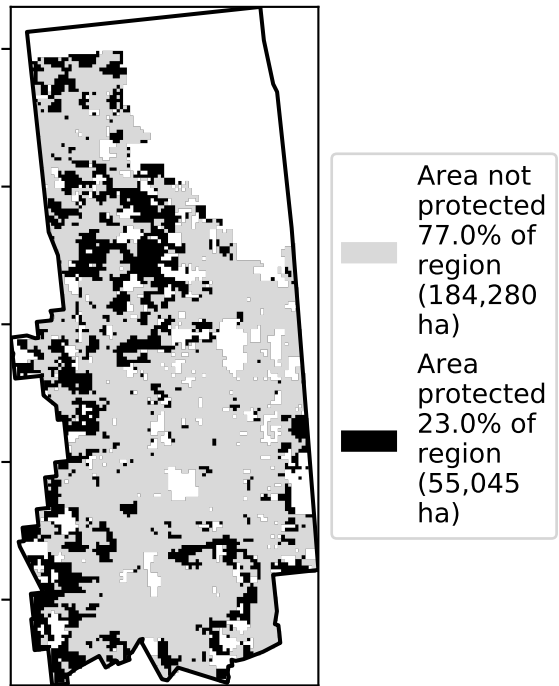 Area not
protected
77.0% of
region
(184,280
ha)
Area
protected
23.0% of
region
(55,045
ha)